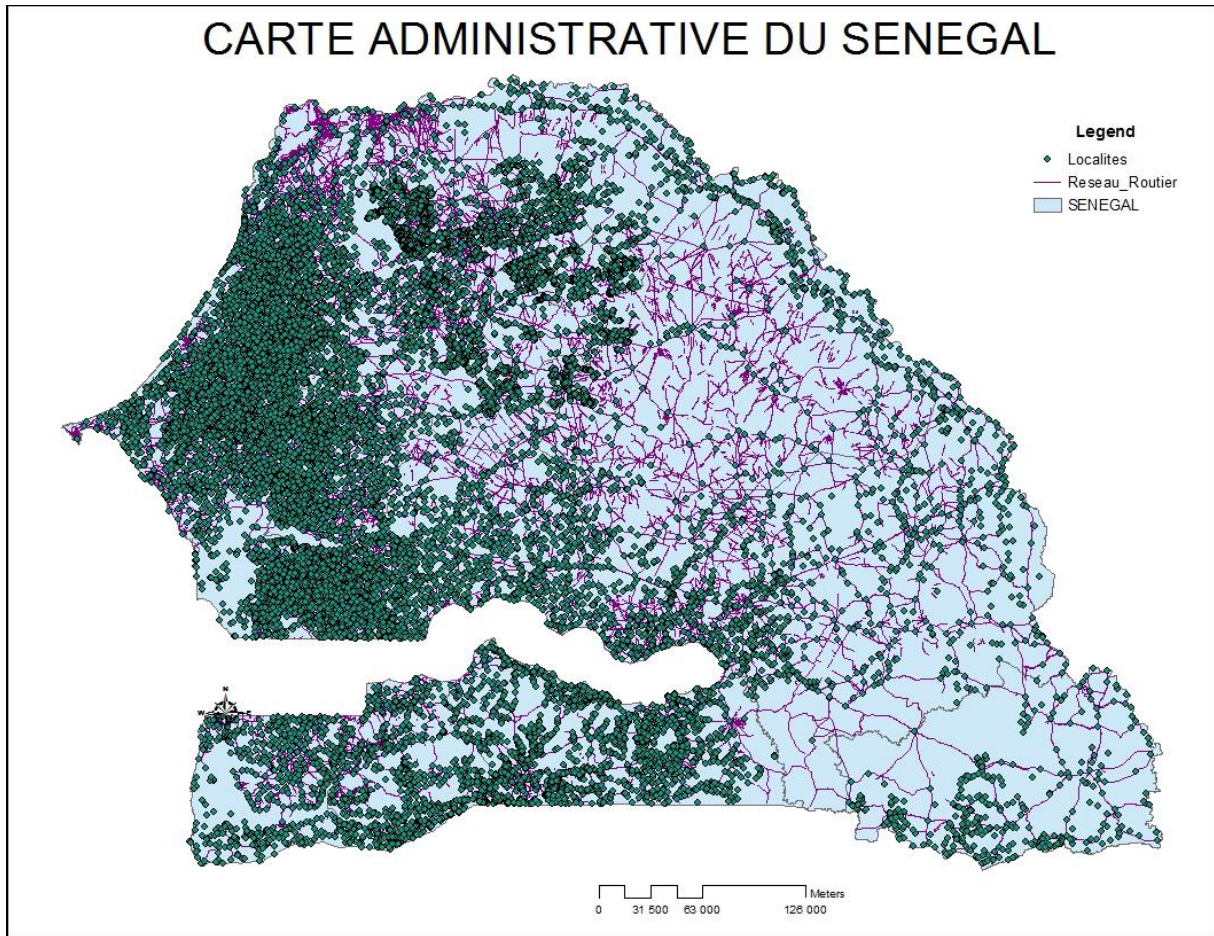 CARTE ADMINISTRATIVE DU SENEGAL
Legend
Localites
Reseau_Routier
SENEGAL
N
W E
Meters
0 31 500 63 000 126 000